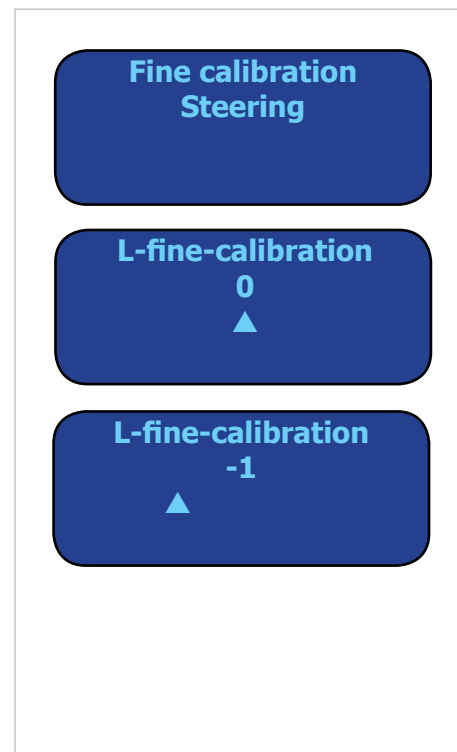 Fine calibration
Steering
L-fine-calibration
0
L-fine-calibration
-1